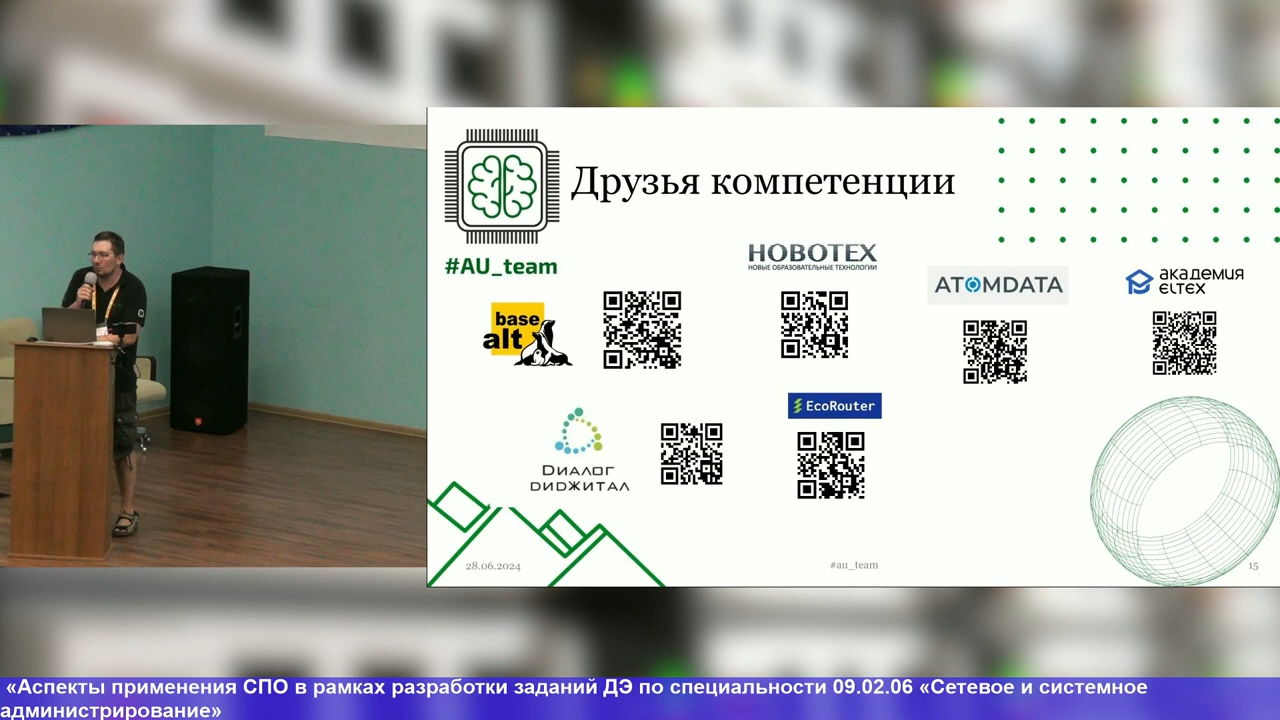 Друзья компетенции
#AU_team
НОВОТЕХ
НОВЫЕ ОБРАЗОВАТЕЛЬНЫЕ ТЕХНОЛОГИИ
ATOMDATA
академия
ELTEX
base
alt
EcoRouter
Диалог
диджитал
28.06.2024
#au_team
15
«Аспекты применения СПО в рамках разработки заданий ДЭ по специальности 09.02.06 «Сетевое и системное
администрирование»